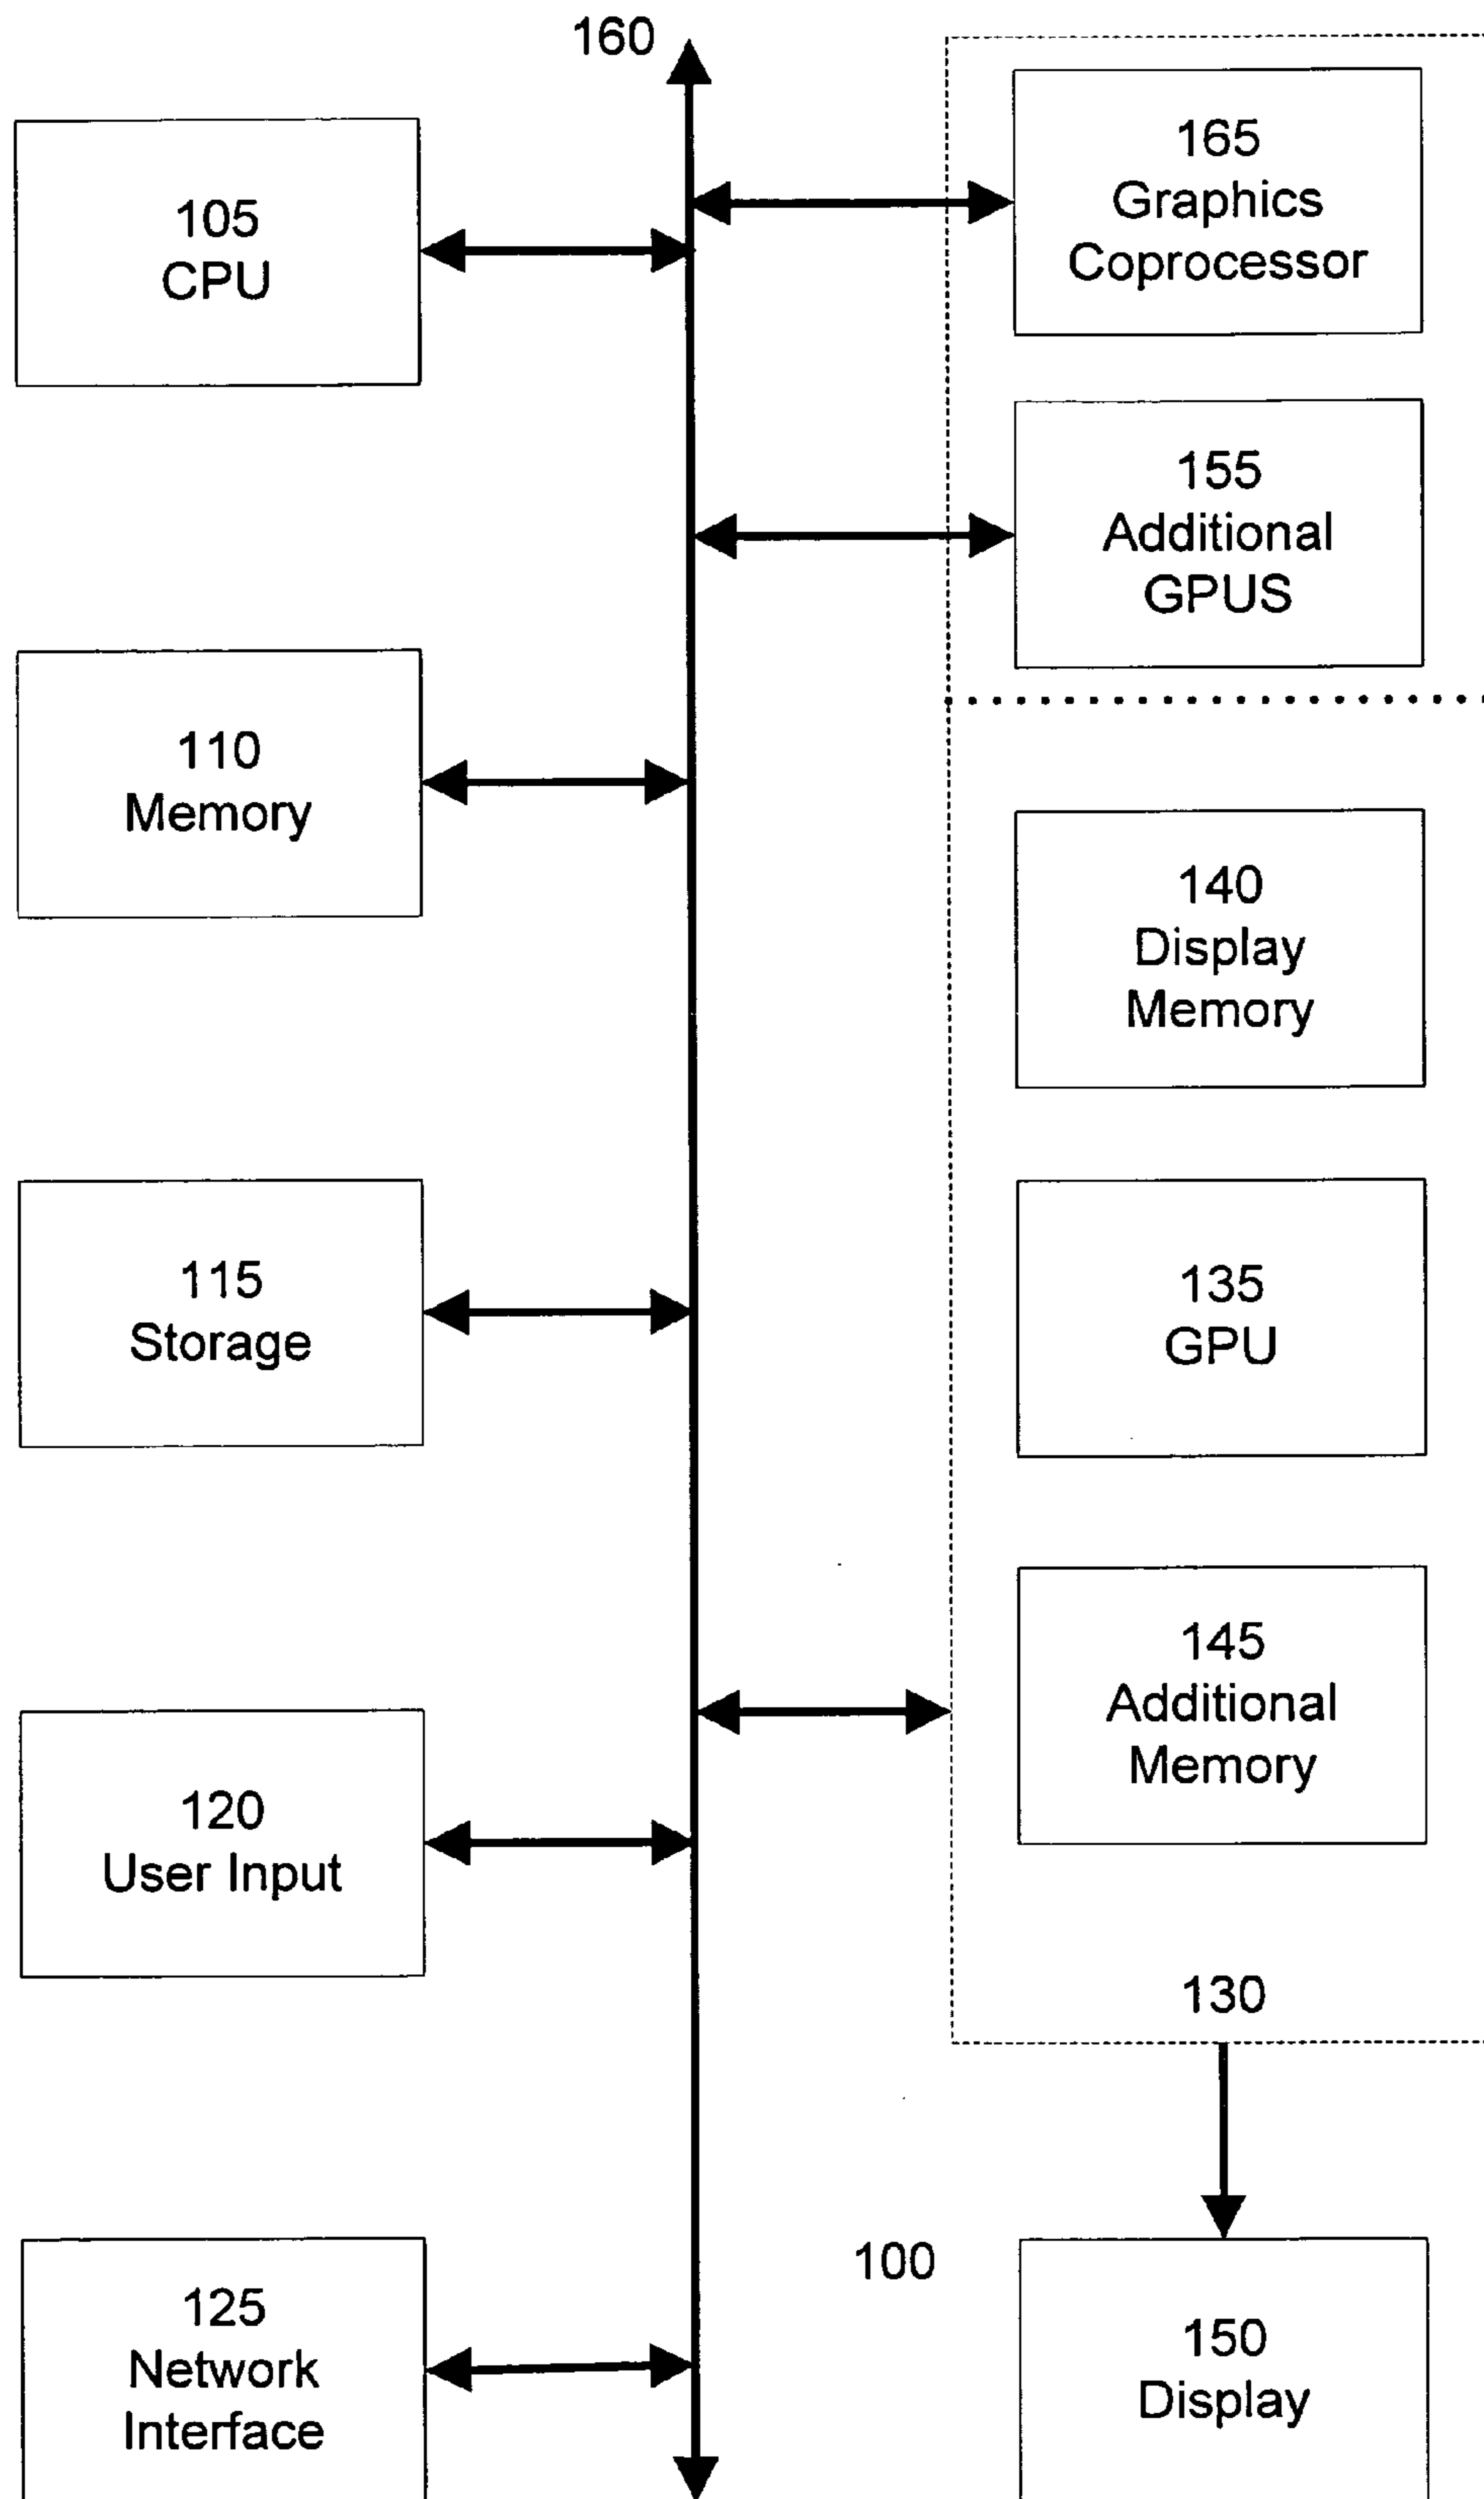 160
105
CPU
110
Memory
115
Storage
120
User Input
125
Network
Interface
165
Graphics
Coprocessor
155
Additional
GPUS
140
Display
Memory
135
GPU
145
Additional
Memory
130
100
150
Display